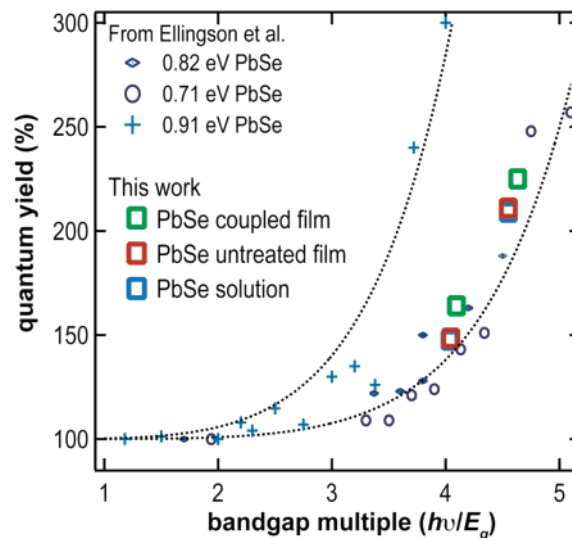 300
250
200
150
100
quantum yield (%)
From Ellingson et al.
0.82 eV PbSe
0.71 eV PbSe
0.91 eV PbSe
This work
PbSe coupled film
PbSe untreated film
PbSe solution
1 2 3 4 5
bandgap multiple (hυ/E_g)